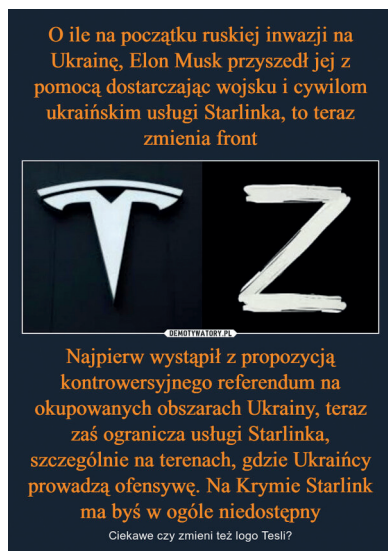 O ile na początku ruskiej inwazji na
Ukrainę, Elon Musk przyszedł jej z
pomocą dostarczając wojsku i cywilom
ukraińskim usługi Starlinka, to teraz
zmienia front
Z
DEMOTYWATORY.PL
Najpierw wystąpił z propozycją
kontrowersyjnego referendum na
okupowanych obszarach Ukrainy, teraz
zaś ogranicza usługi Starlinka,
szczególnie na terenach, gdzie Ukraińcy
prowadzą ofensywę. Na Krymie Starlink
ma byś w ogóle niedostępny
Ciekawe czy zmieni też logo Tesli?